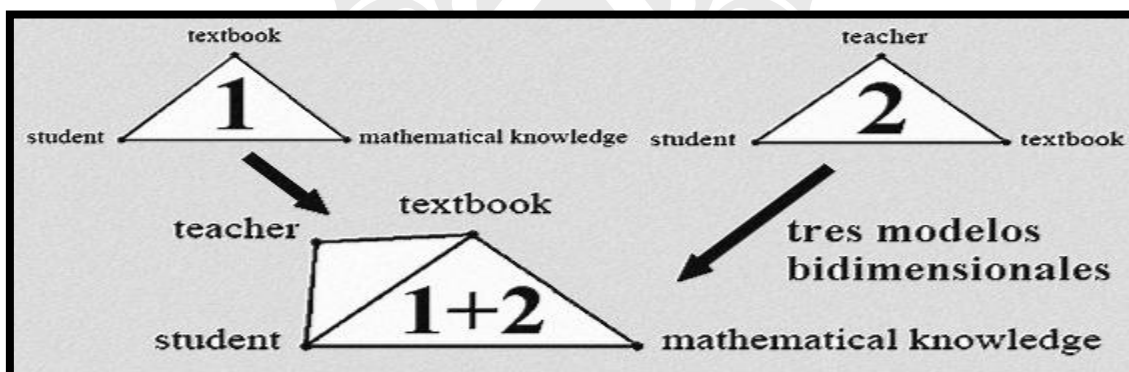 textbook
1
student
mathematical knowledge
teacher
2
student
textbook
teacher
textbook
1+2
student
mathematical knowledge
tres modelos
bidimensionales